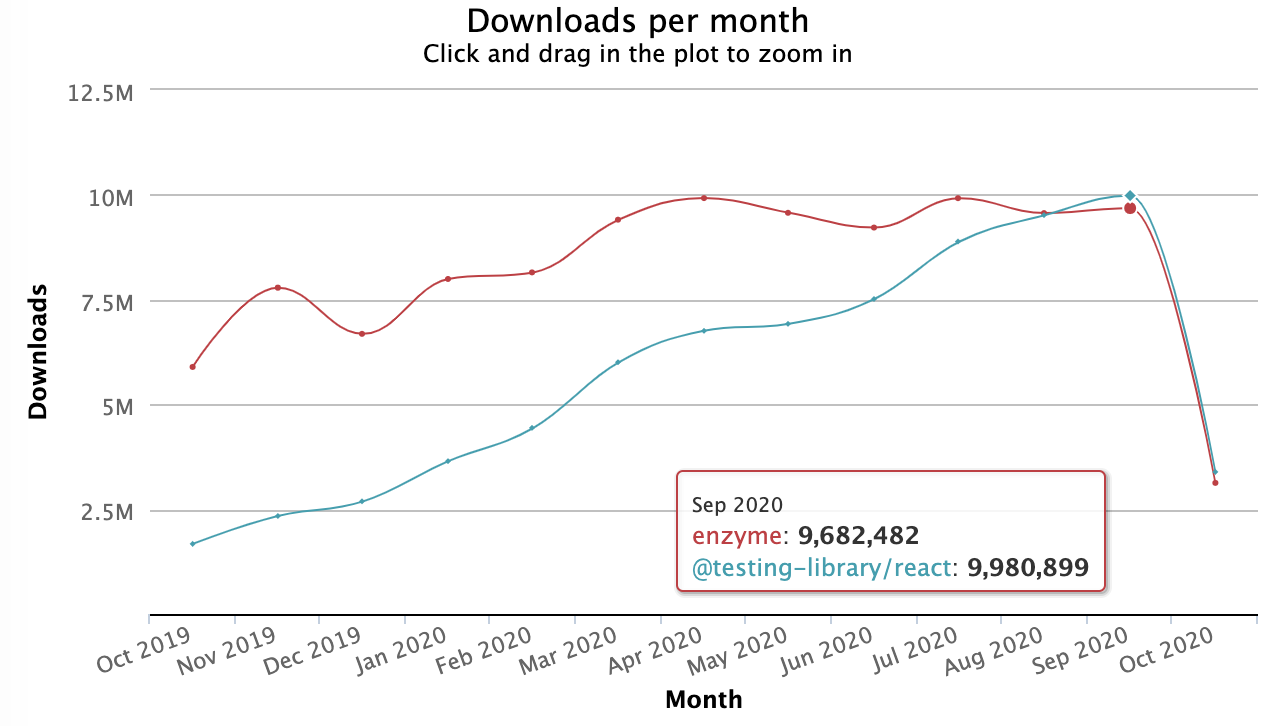 Downloads per month
Click and drag in the plot to zoom in
12.5M
10M
7.5M
5M
2.5M
Downloads
Sep 2020
enzyme: 9,682,482
@testing-library/react: 9,980,899
Oct 2019
Nov 2019
Dec 2019
Jan 2020
Feb 2020
Mar 2020
Apr 2020
May 2020
Jun 2020
Jul 2020
Aug 2020
Sep 2020
Oct 2020
Month